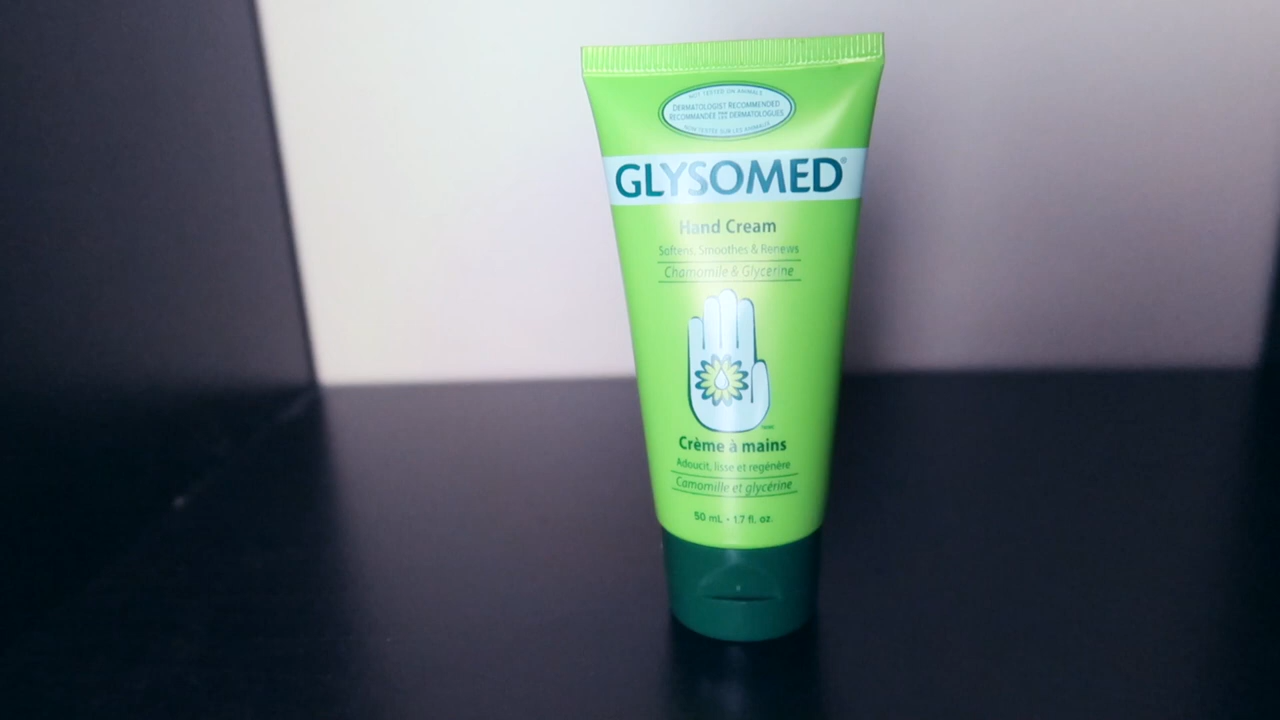 NOT TESTED ON ANIMALS
DERMATOLOGIST RECOMMENDED
RECOMMANDÉE PAR LES DERMATOLOGUES
NON TESTÉE SUR LES ANIMAUX
GLYSOMED®
Hand Cream
Softens, Smoothes & Renews
Chamomile & Glycerine
Crème à mains
Adoucit, lisse et regénère
Camomille et glycérine
50 mL • 1.7 fl. oz.